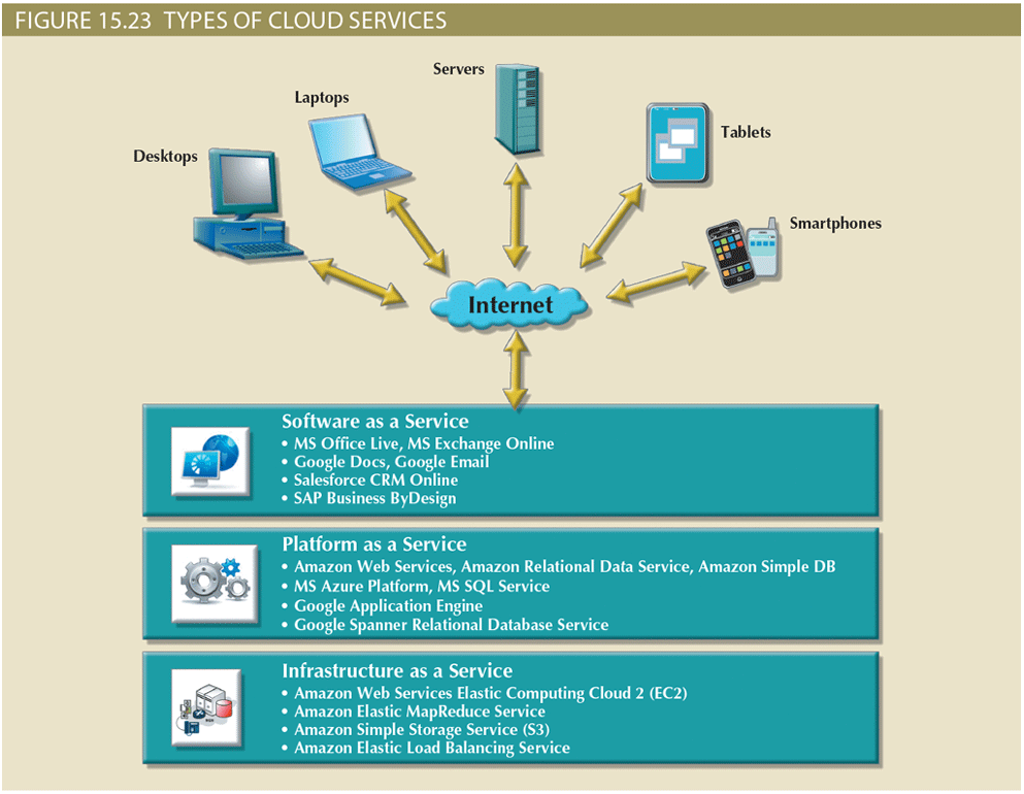 FIGURE 15.23 TYPES OF CLOUD SERVICES
Servers
Laptops
Desktops
Tablets
Smartphones
Internet
Software as a Service
• MS Office Live, MS Exchange Online
• Google Docs, Google Email
• Salesforce CRM Online
• SAP Business ByDesign
Platform as a Service
• Amazon Web Services, Amazon Relational Data Service, Amazon Simple DB
• MS Azure Platform, MS SQL Service
• Google Application Engine
• Google Spanner Relational Database Service
Infrastructure as a Service
• Amazon Web Services Elastic Computing Cloud 2 (EC2)
• Amazon Elastic MapReduce Service
• Amazon Simple Storage Service (S3)
• Amazon Elastic Load Balancing Service